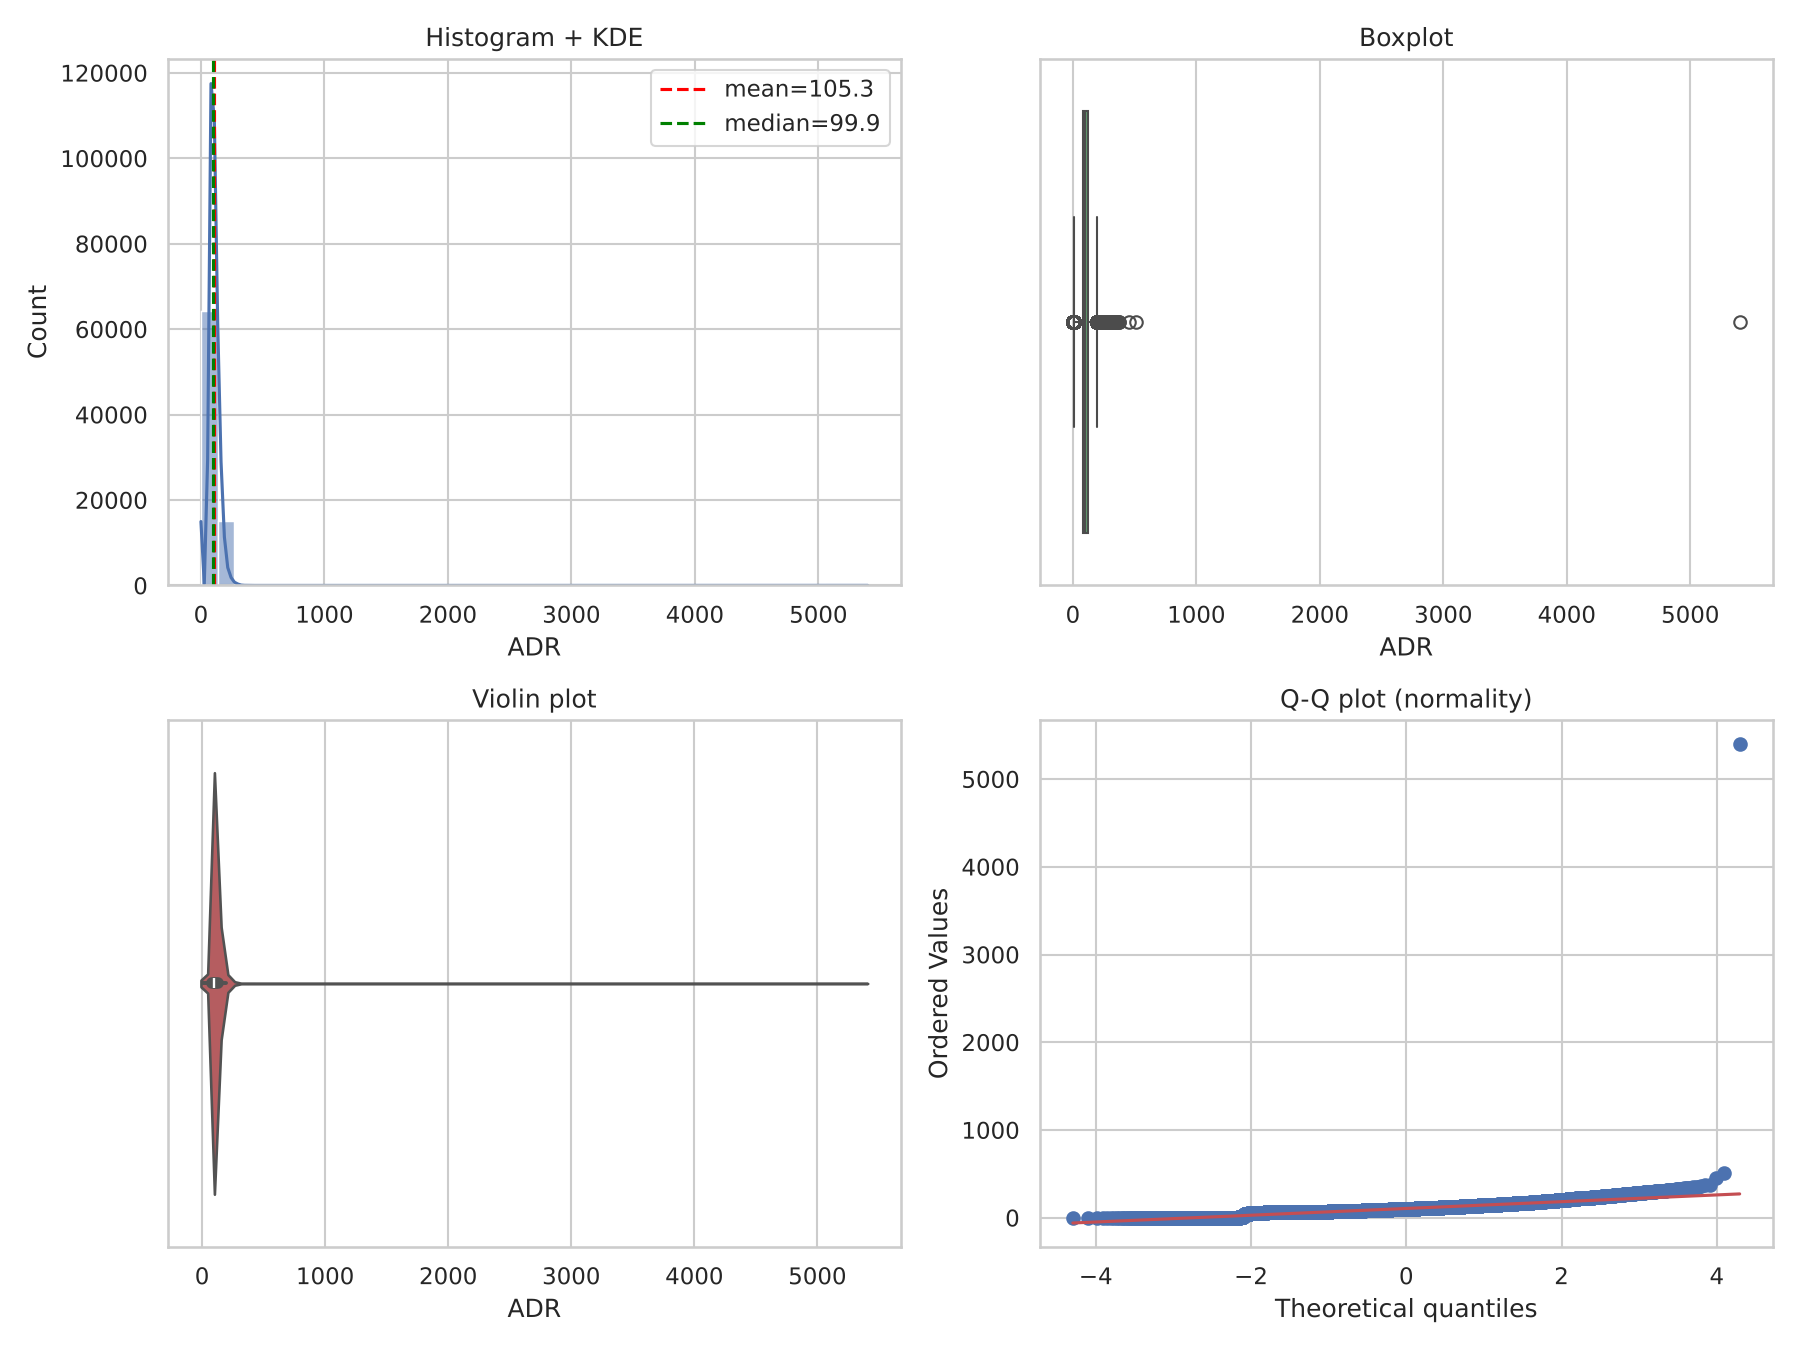 Histogram + KDE
120000
100000
80000
60000
40000
20000
0
Count
mean=105.3
median=99.9
0 1000 2000 3000 4000 5000
ADR
Boxplot
0 1000 2000 3000 4000 5000
ADR
Violin plot
0 1000 2000 3000 4000 5000
ADR
Q-Q plot (normality)
5000
4000
3000
2000
1000
0
Ordered Values
−4 −2 0 2 4
Theoretical quantiles